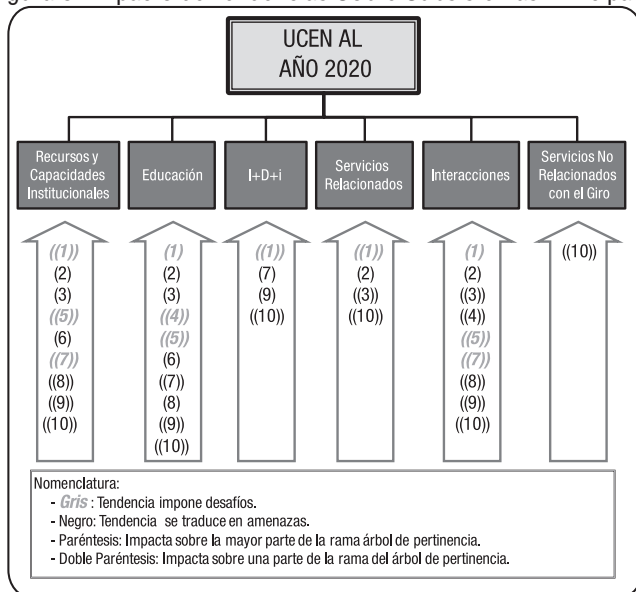 UCEN AL
AÑO 2020
Recursos y
Capacidades
Institucionales
Educación
I+D+i
Servicios
Relacionados
Interacciones
Servicios No
Relacionados
con el Giro
((1))
(2)
(3)
((5))
(6)
((7))
((8))
((9))
((10))
(1)
(2)
(3)
((4))
((5))
(6)
((7))
(8)
((9))
((10))
((1))
(7)
(9)
((10))
((1))
(2)
((3))
((10))
(1)
(2)
((3))
((4))
((5))
((7))
((8))
((9))
((10))
((10))
Nomenclatura:
- Gris : Tendencia impone desafíos.
- Negro: Tendencia se traduce en amenazas.
- Paréntesis: Impacta sobre la mayor parte de la rama árbol de pertinencia.
- Doble Paréntesis: Impacta sobre una parte de la rama del árbol de pertinencia.